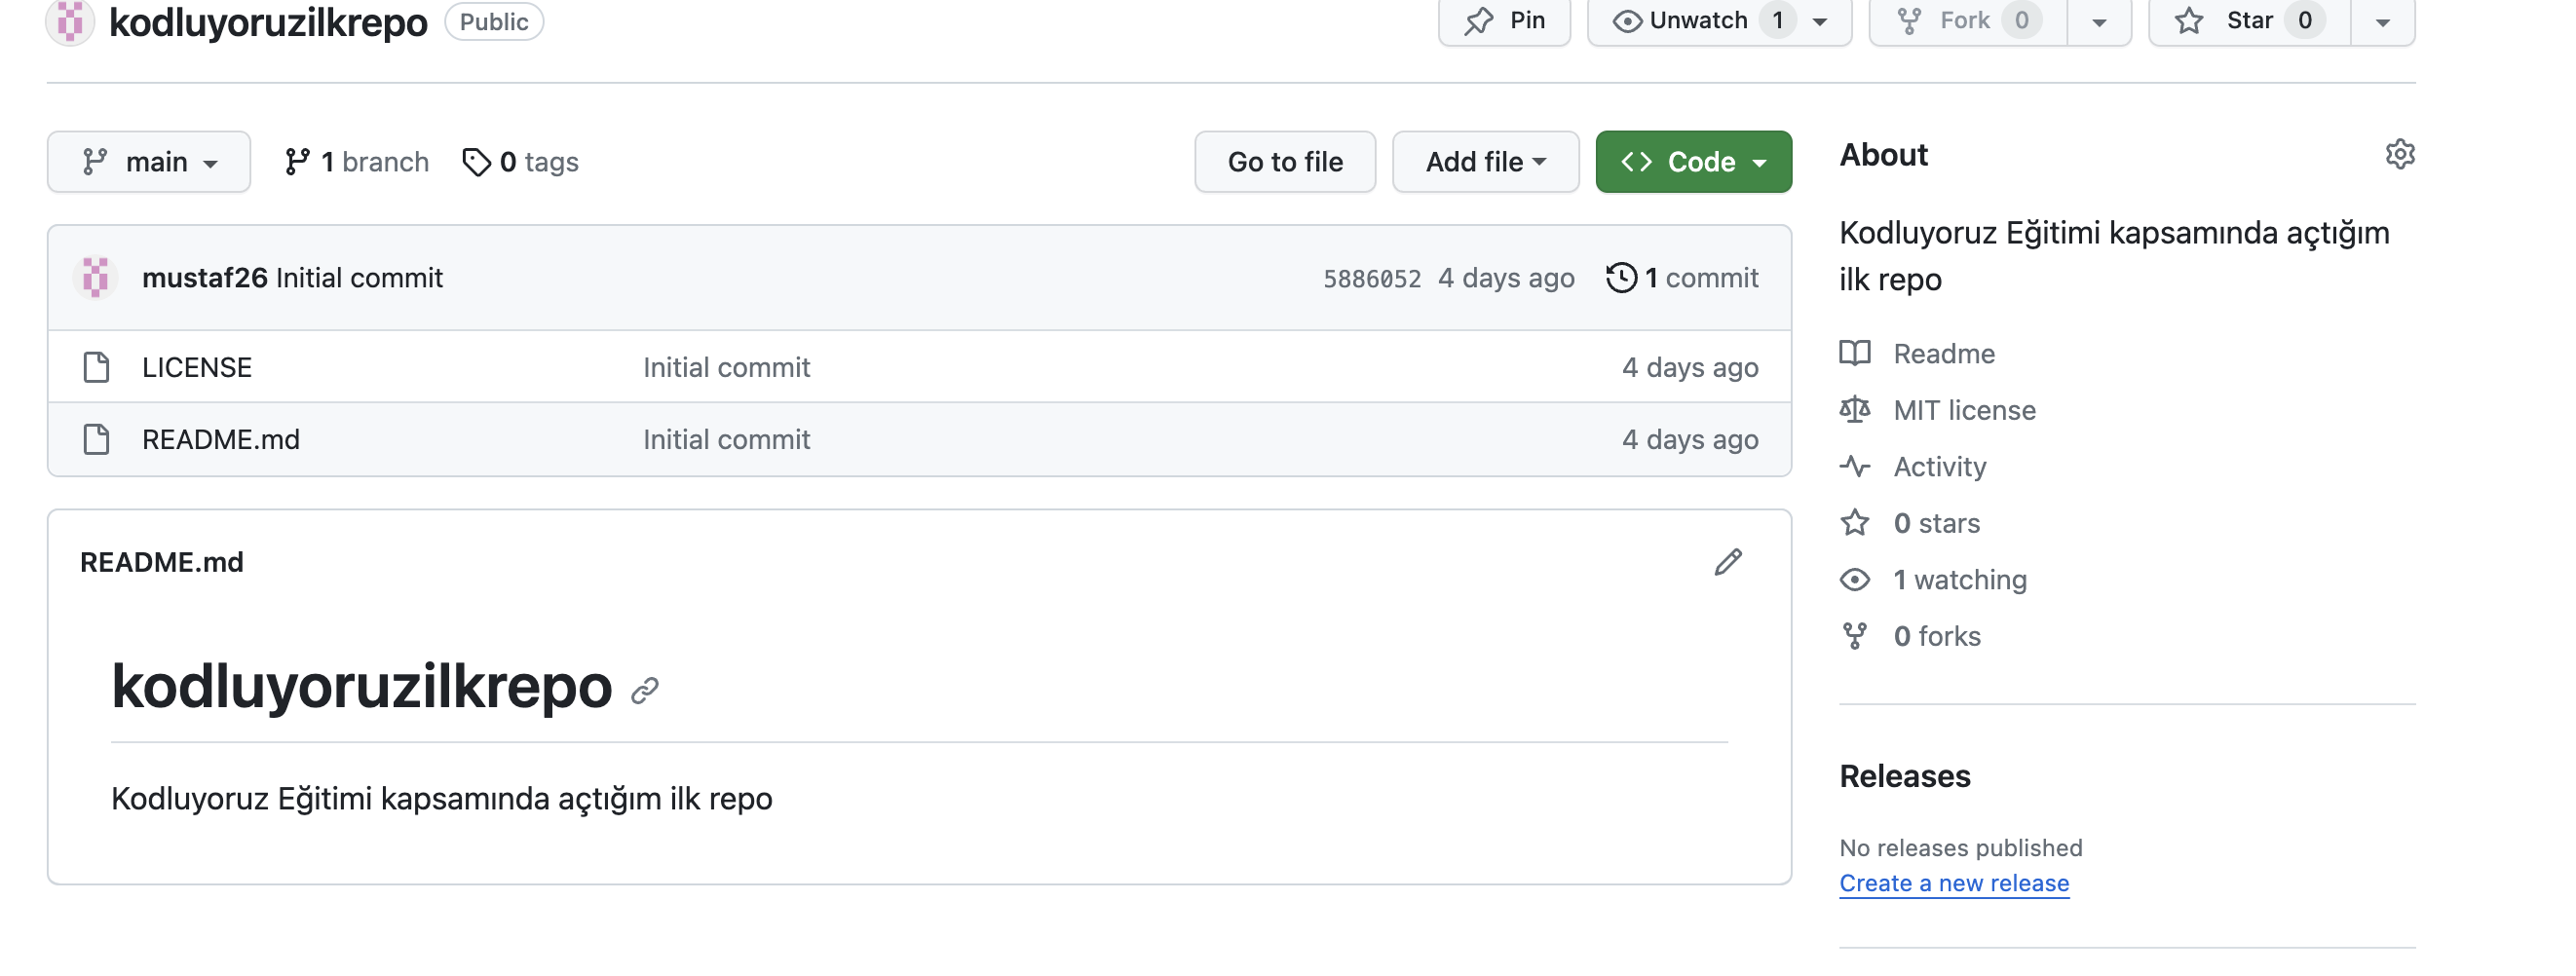 kodluyoruzilkrepo Public Pin Unwatch 1 Fork 0 Star 0
main 1 branch 0 tags Go to file Add file Code
mustaf26 Initial commit 5886052 4 days ago 1 commit
LICENSE Initial commit 4 days ago
README.md Initial commit 4 days ago
README.md
kodluyoruzilkrepo
Kodluyoruz Eğitimi kapsamında açtığım ilk repo
About
Kodluyoruz Eğitimi kapsamında açtığım
ilk repo
Readme
MIT license
Activity
0 stars
1 watching
0 forks
Releases
No releases published
Create a new release